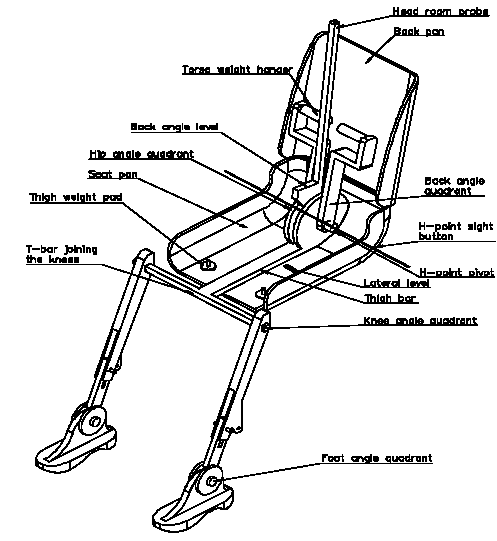 Head room probe
Back pan
Torso weight hanger
Back angle level
Hip angle quadrant
Seat pan
Thigh weight pad
T-bar joining
the knees
Back angle
quadrant
H-point sight
button
H-point pivot
Lateral level
Thigh bar
Knee angle quadrant
Foot angle quadrant